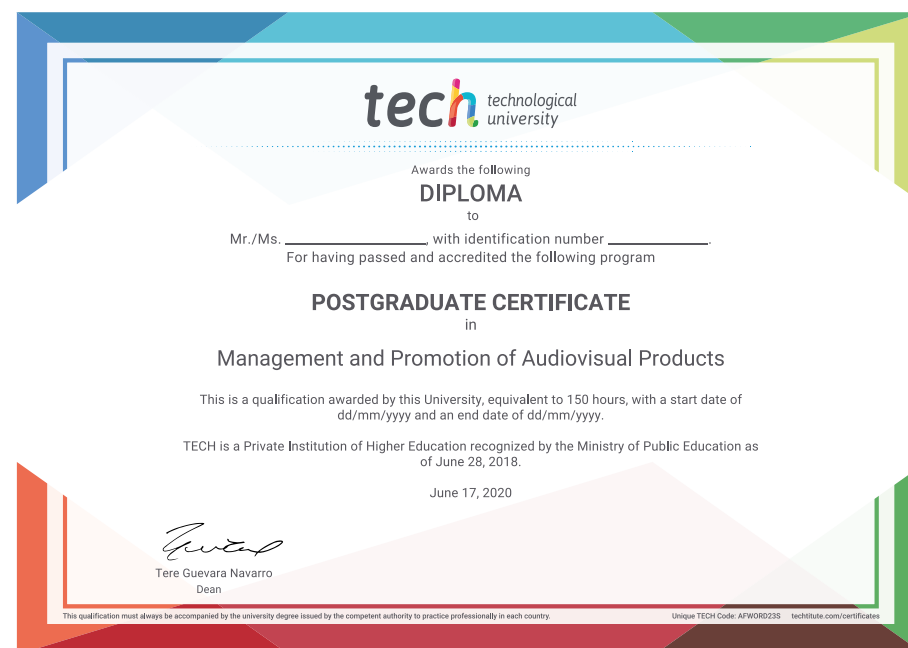 tech technological
university
Awards the following
DIPLOMA
to
Mr./Ms. ____________________, with identification number ______________.
For having passed and accredited the following program
POSTGRADUATE CERTIFICATE
in
Management and Promotion of Audiovisual Products
This is a qualification awarded by this University, equivalent to 150 hours, with a start date of
dd/mm/yyyy and an end date of dd/mm/yyyy.
TECH is a Private Institution of Higher Education recognized by the Ministry of Public Education as
of June 28, 2018.
June 17, 2020
Tere Guevara Navarro
Dean
This qualification must always be accompanied by the university degree issued by the competent authority to practice professionally in each country. Unique TECH Code: AFWORD23S techtitute.com/certificates